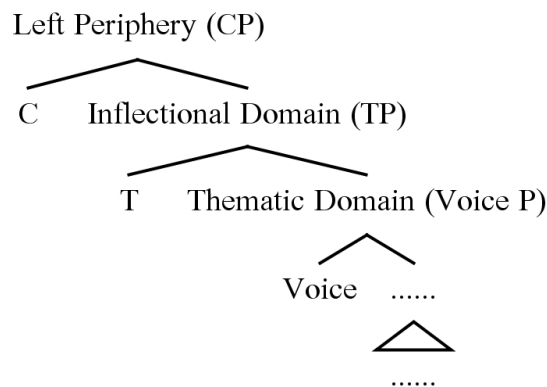 Left Periphery (CP)
C Inflectional Domain (TP)
T Thematic Domain (Voice P)
Voice ......
......